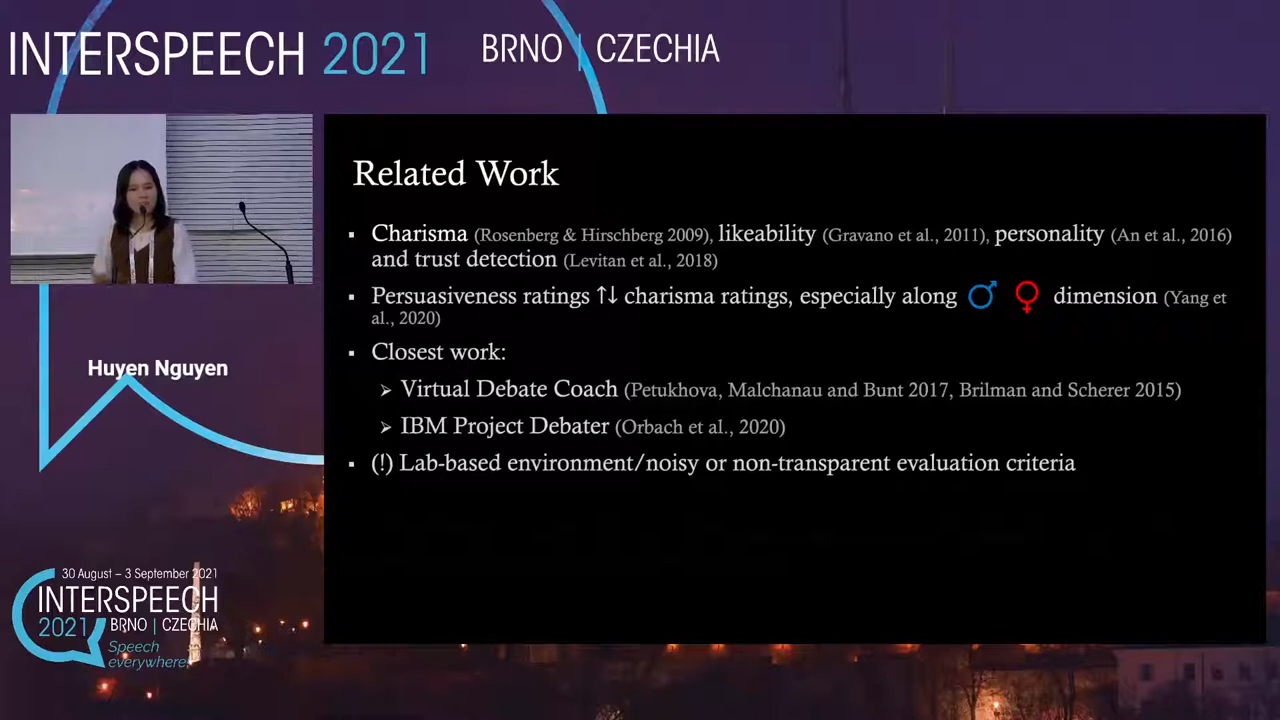 INTERSPEECH 2021 BRNO | CZECHIA
Related Work
▪ Charisma (Rosenberg & Hirschberg 2009), likeability (Gravano et al., 2011), personality (An et al., 2016)
and trust detection (Levitan et al., 2018)
▪ Persuasiveness ratings ↑↓ charisma ratings, especially along ♂ ♀ dimension (Yang et
al., 2020)
▪ Closest work:
➢ Virtual Debate Coach (Petukhova, Malchanau and Bunt 2017, Brilman and Scherer 2015)
➢ IBM Project Debater (Orbach et al., 2020)
▪ (!) Lab-based environment/noisy or non-transparent evaluation criteria
Huyen Nguyen
30 August – 3 September 2021
INTERSPEECH
2021 BRNO | CZECHIA
Speech
everywhere!